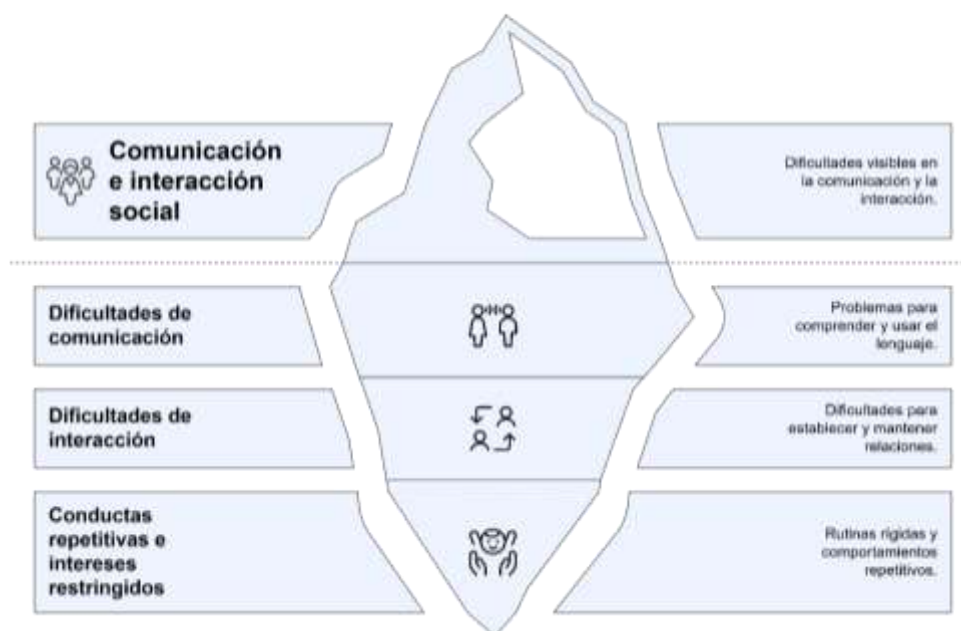 Comunicación
e interacción
social
Dificultades visibles en
la comunicación y la
interacción.
Dificultades de
comunicación
Problemas para
comprender y usar el
lenguaje.
Dificultades de
interacción
Dificultades para
establecer y mantener
relaciones.
Conductas
repetitivas e
intereses
restringidos
Rutinas rígidas y
comportamientos
repetitivos.